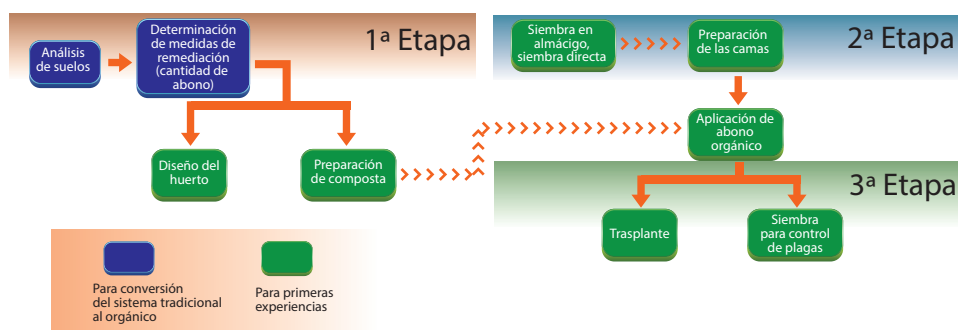 1ª Etapa
Análisis
de suelos
Determinación
de medidas de
remediación
(cantidad de
abono)
Diseño del
huerto
Preparación
de composta
2ª Etapa
Siembra en
almácigo,
siembra directa
Preparación
de las camas
Aplicación de
abono
orgánico
3ª Etapa
Trasplante
Siembra
para control
de plagas
Para conversión
del sistema tradicional
al orgánico
Para primeras
experiencias